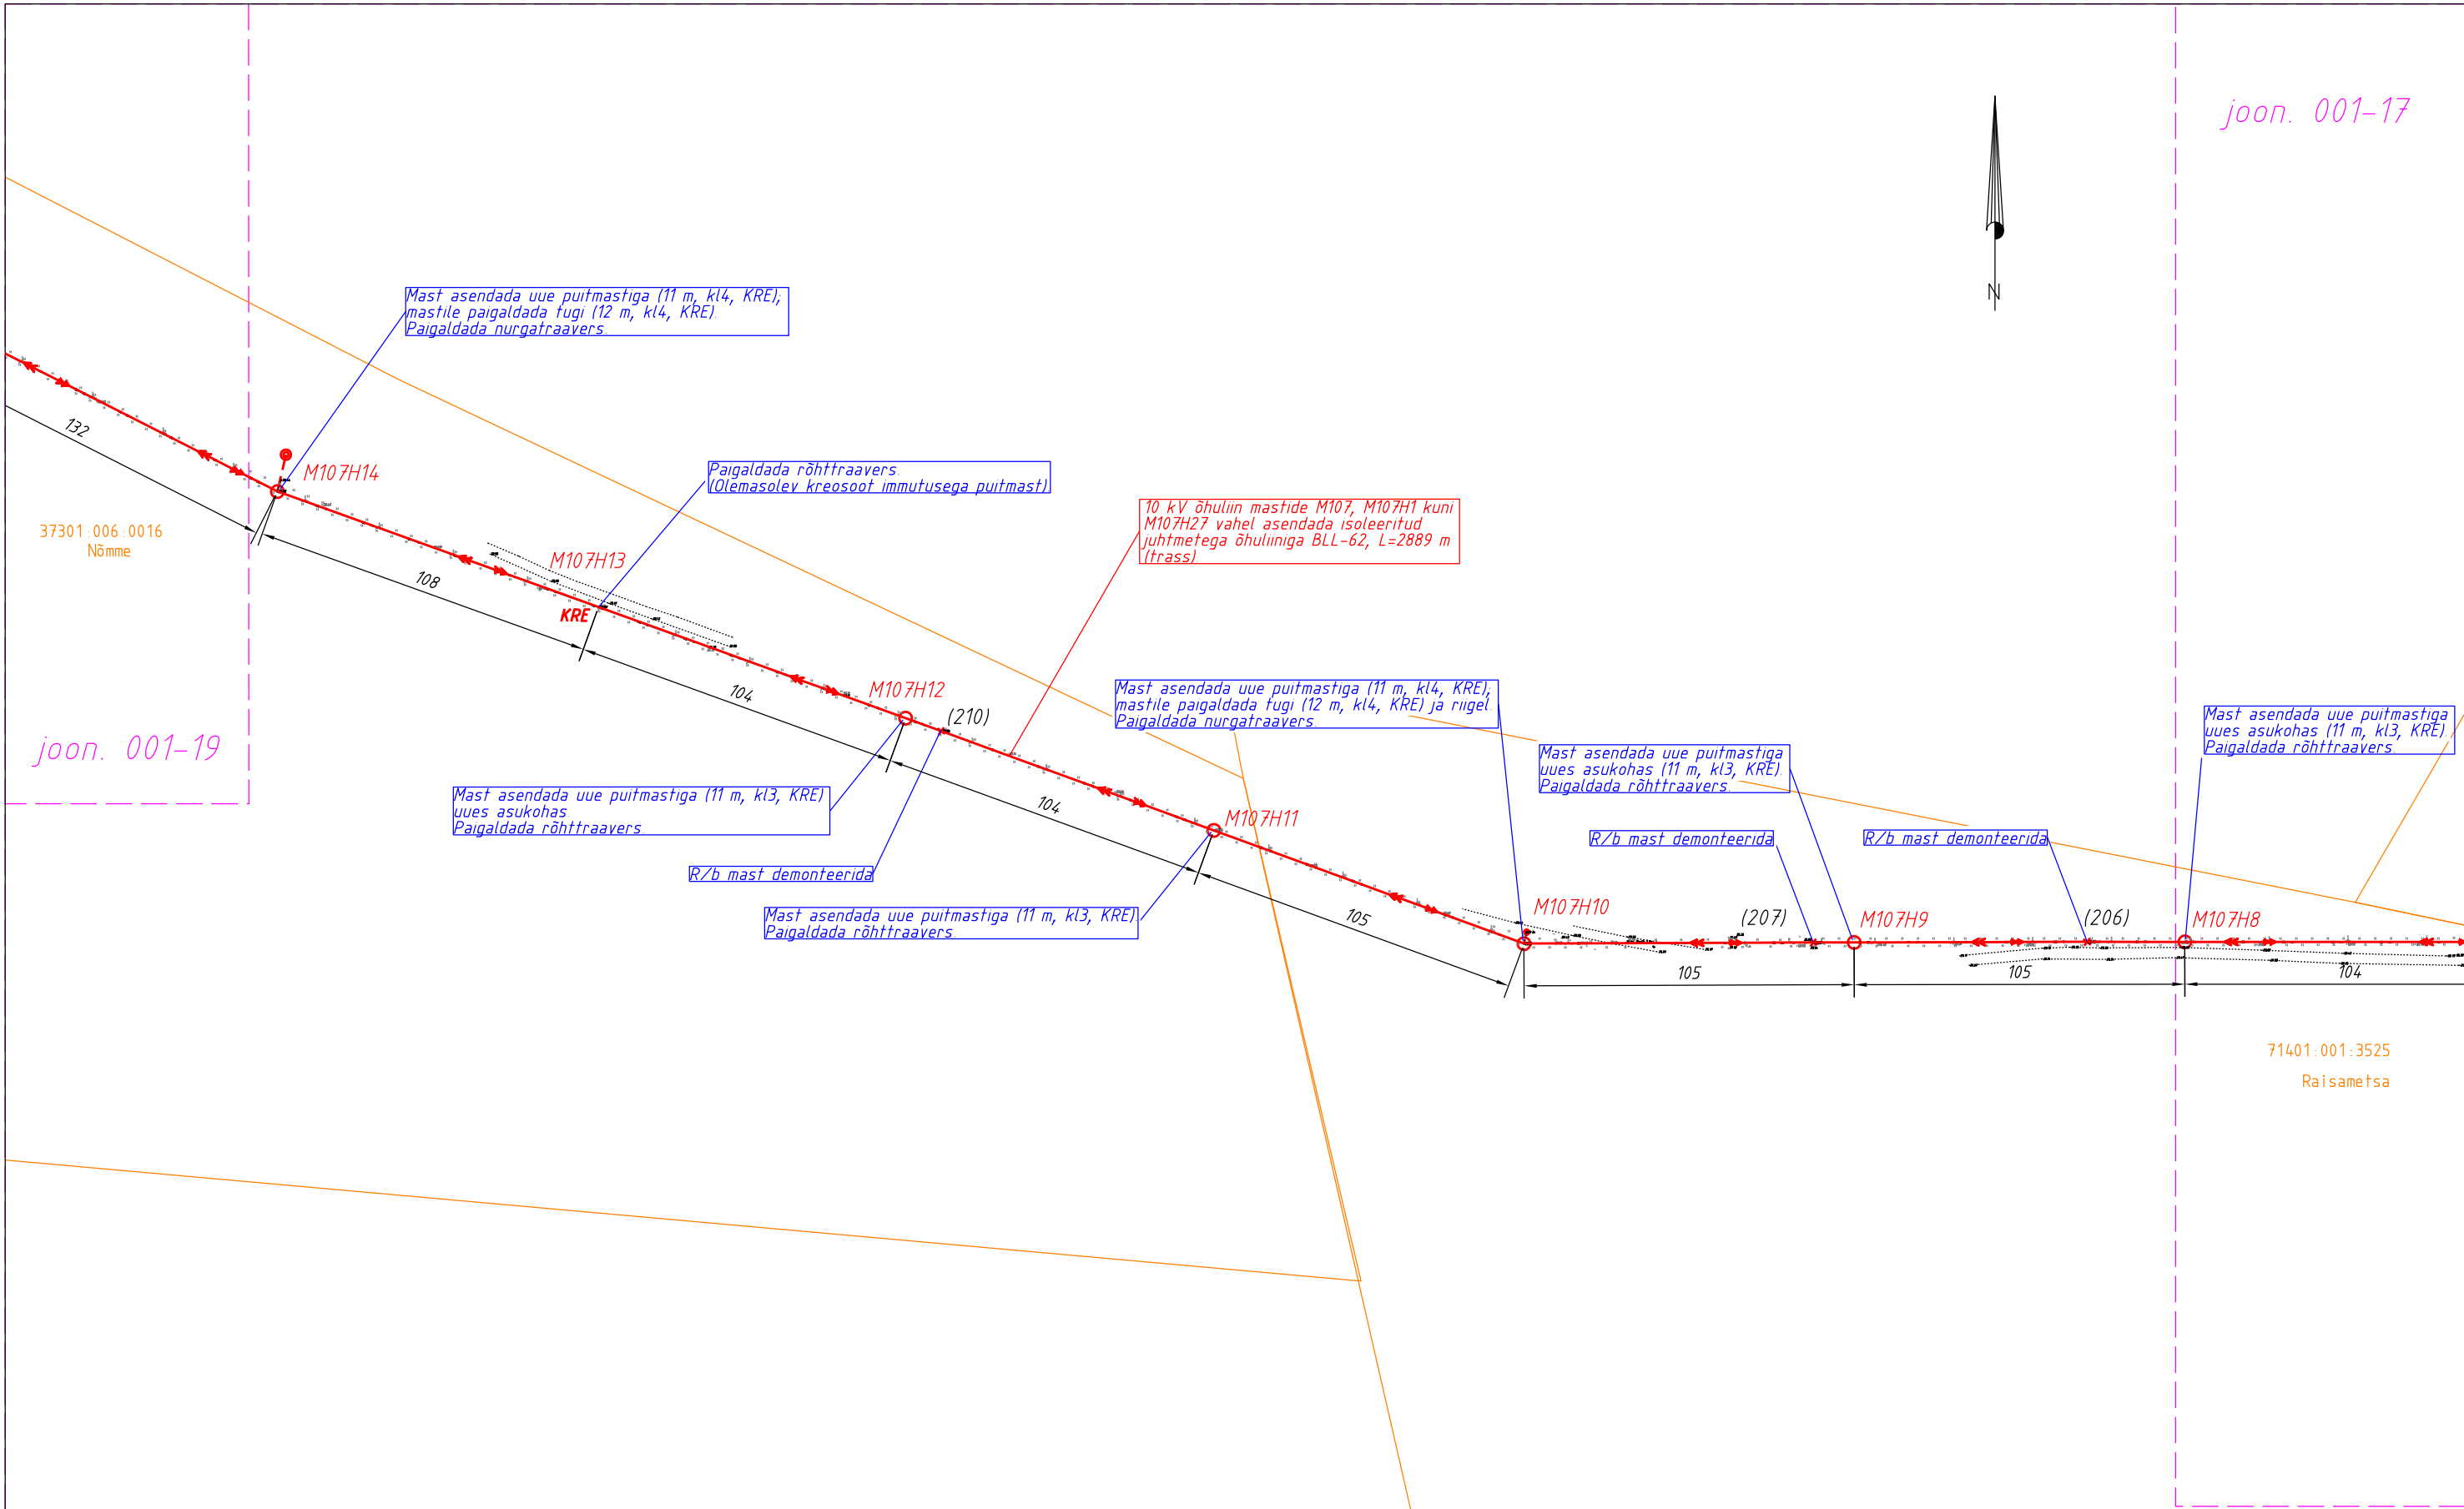 joon. 001-17
N
Mast asendada uue puitmastiga (11 m, kl4, KRE);
mastile paigaldada tugi (12 m, kl4, KRE).
Paigaldada nurgatraavers.
132
M107H14
Paigaldada rõhttraavers.
(Olemasolev kreosoot immutusega puitmast)
37301:006:0016
Nõmme
10 kV õhuliin mastide M107, M107H1 kuni
M107H27 vahel asendada isoleeritud
juhtmetega õhuliiniga BLL-62, L=2889 m
(trass).
108
M107H13
KRE
104
M107H12
(210)
joon. 001-19
Mast asendada uue puitmastiga (11 m, kl4, KRE);
mastile paigaldada tugi (12 m, kl4, KRE) ja riigel.
Paigaldada nurgatraavers.
Mast asendada uue puitmastiga
uues asukohas (11 m, kl3, KRE).
Paigaldada rõhttraavers.
Mast asendada uue puitmastiga
uues asukohas (11 m, kl3, KRE).
Paigaldada rõhttraavers.
Mast asendada uue puitmastiga (11 m, kl3, KRE)
uues asukohas.
Paigaldada rõhttraavers.
104
M107H11
R/b mast demonteerida
R/b mast demonteerida
R/b mast demonteerida
Mast asendada uue puitmastiga (11 m, kl3, KRE).
Paigaldada rõhttraavers.
105
M107H10
(207)
M107H9
(206)
M107H8
105
105
104
71401:001:3525
Raisametsa